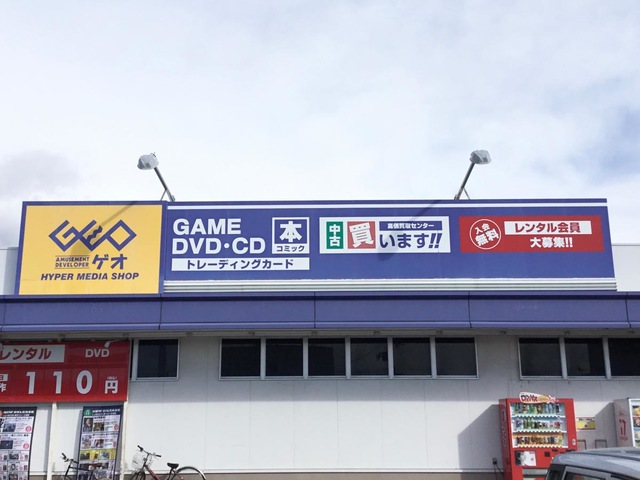 GEO
AMUSEMENT
DEVELOPER
ゲオ
HYPER MEDIA SHOP
GAME
DVD・CD
本
コミック
トレーディングカード
中古
買
高価買取センター
います!!
入会
無料
レンタル会員
大募集!!
レンタル
DVD
作
110円